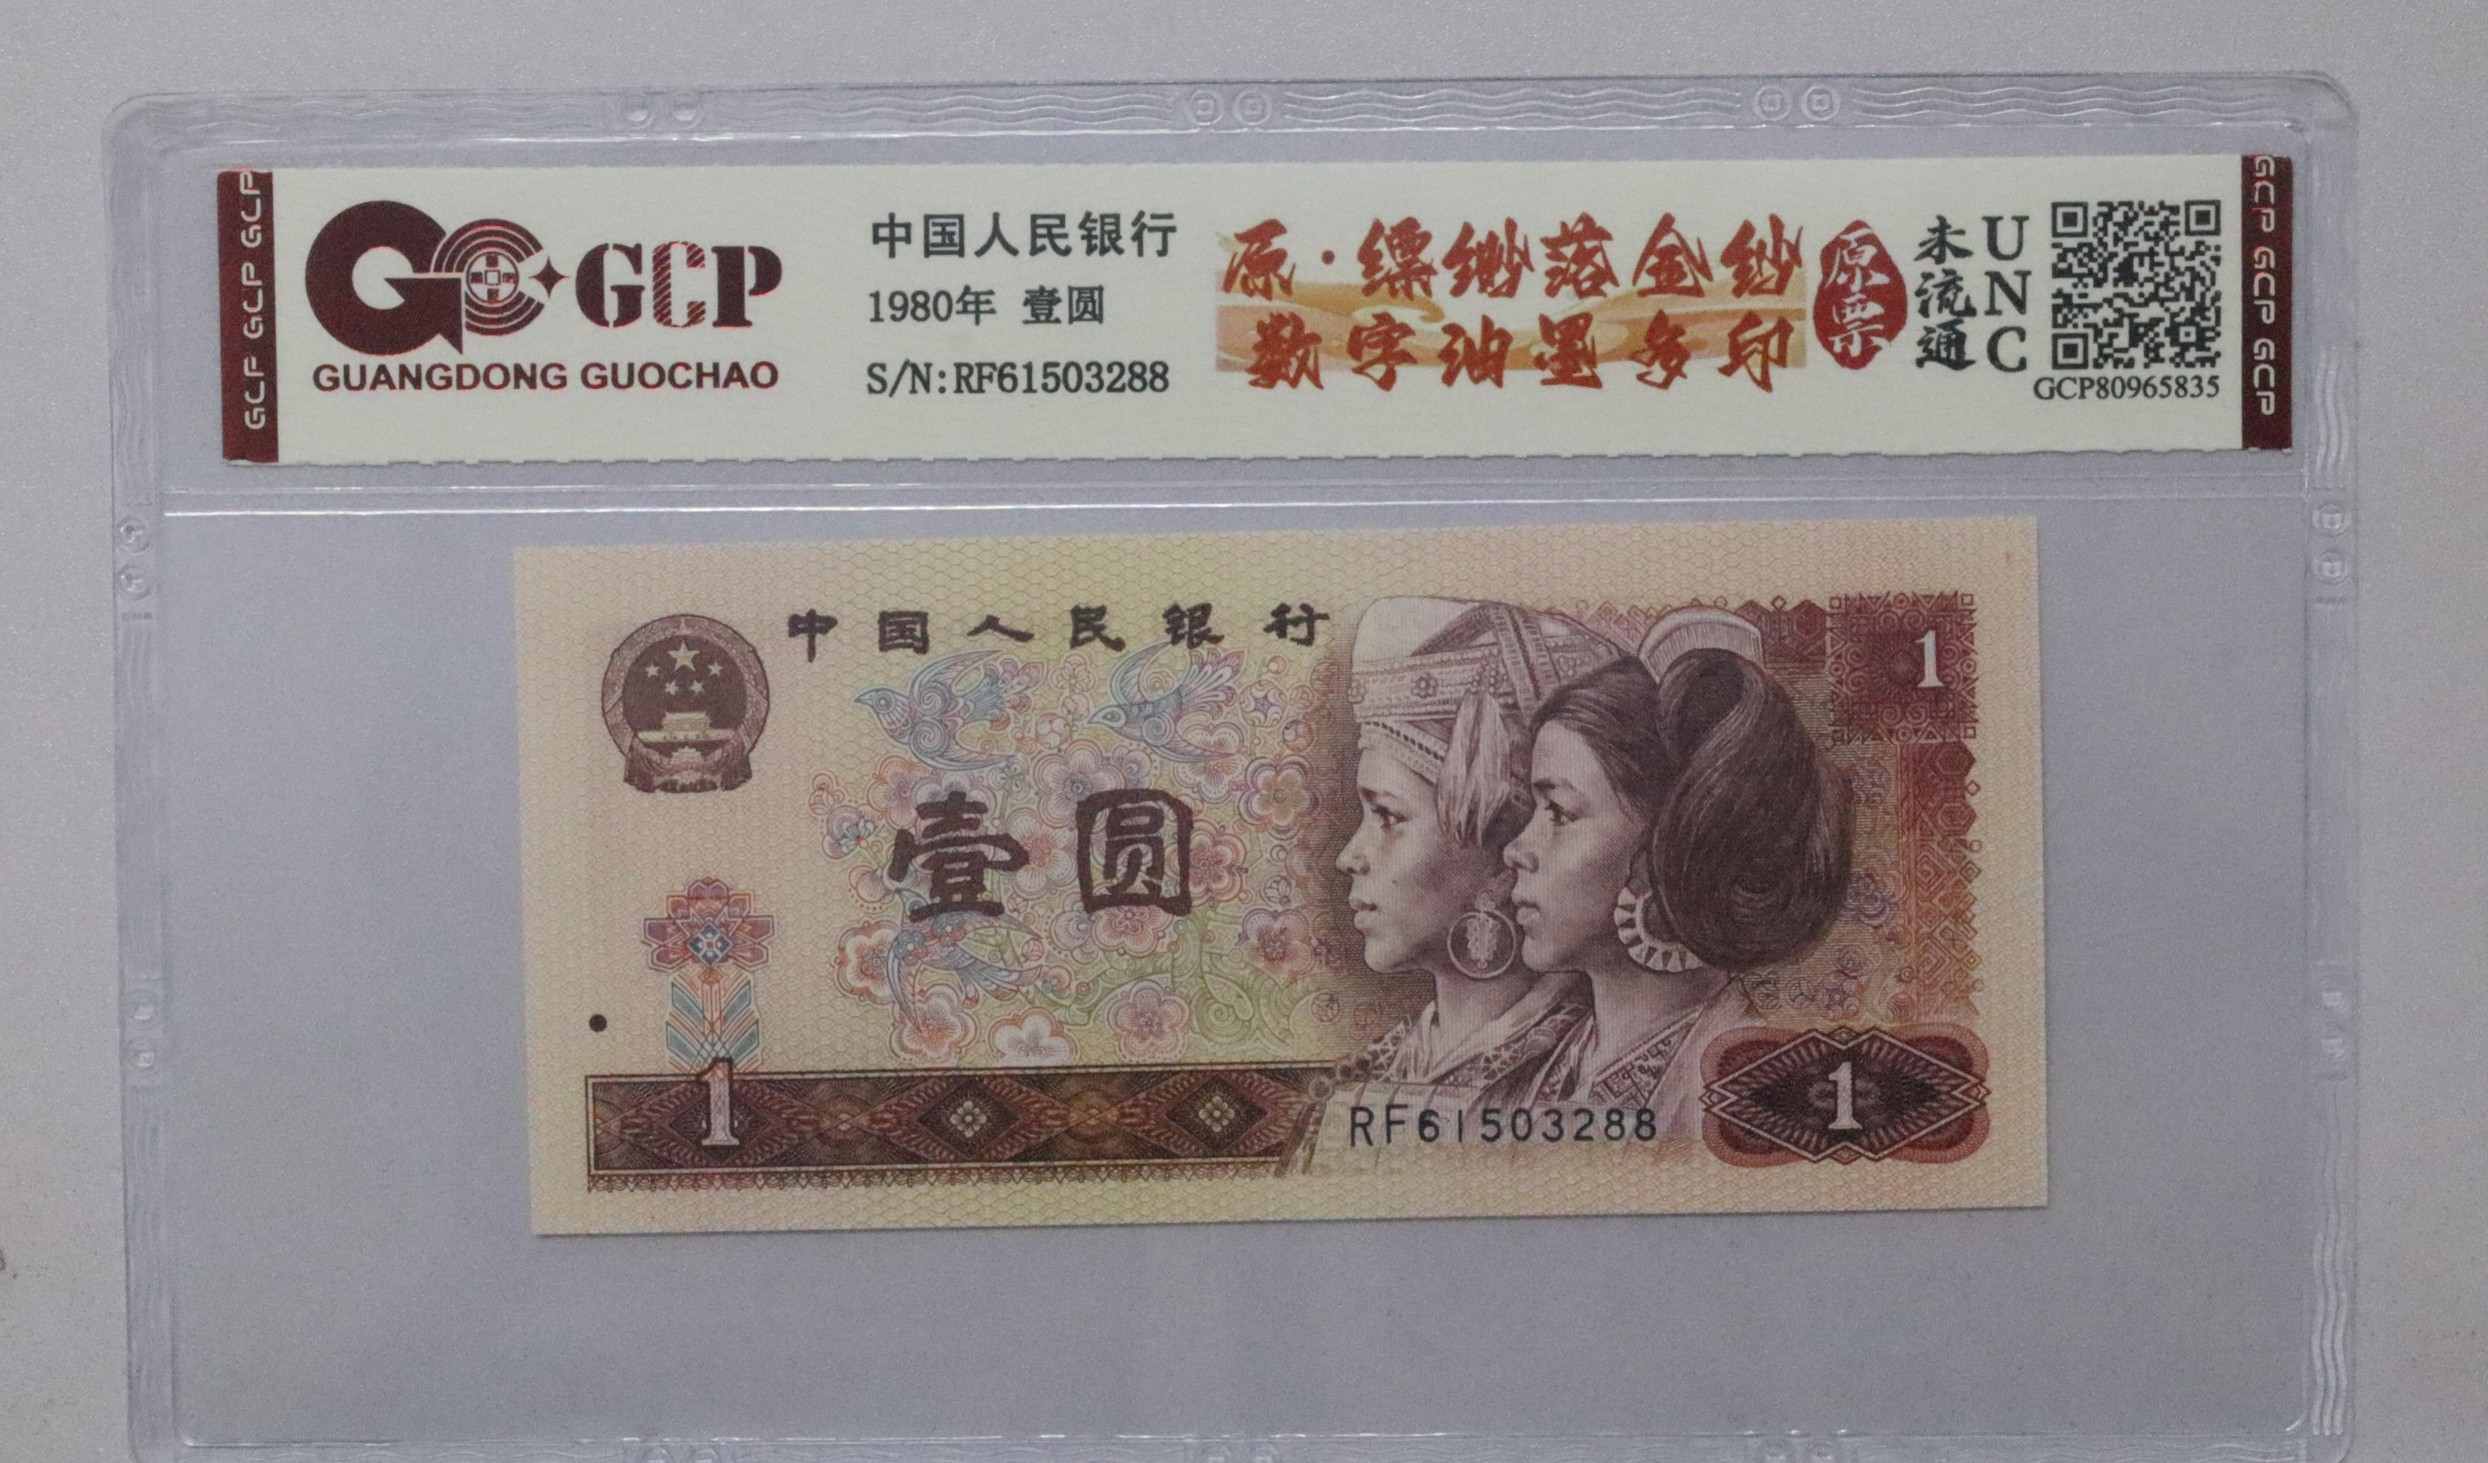 GCP GCP GCP
GCP
GUANGDONG GUOCHAO
中国人民银行
1980年 壹圆
S/N:RF61503288
原·缥缈落金纱
数字油墨多印
原票
未流通
UNC
GCP80965835
GCP GCP GCP
中国人民银行
1
壹圆
1
RF61503288
1